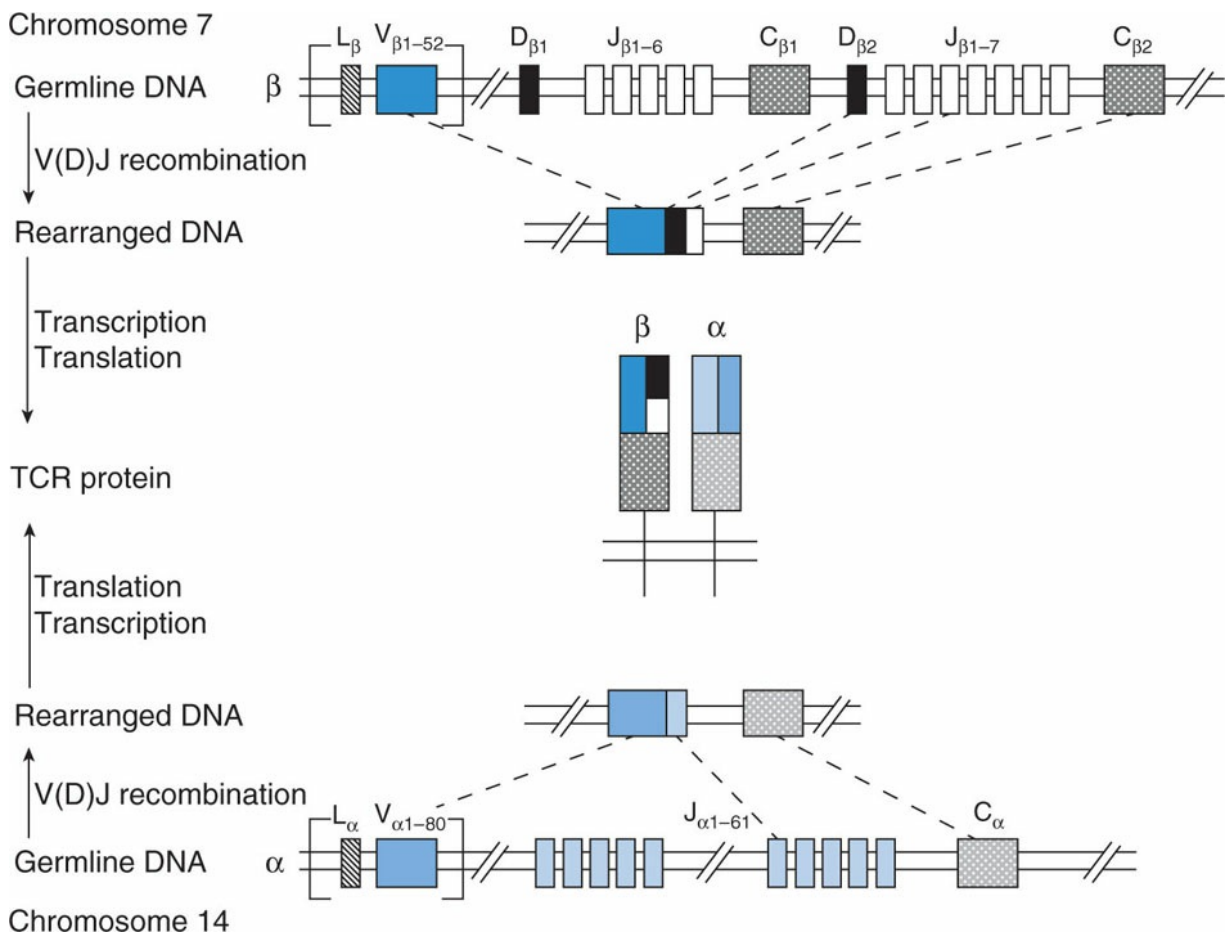 Chromosome 7
Lβ Vβ1–52 Dβ1 Jβ1–6 Cβ1 Dβ2 Jβ1–7 Cβ2
Germline DNA β
V(D)J recombination
Rearranged DNA
Transcription
Translation
β α
TCR protein
Translation
Transcription
Rearranged DNA
V(D)J recombination
Lα Vα1–80 Jα1–61 Cα
Germline DNA α
Chromosome 14